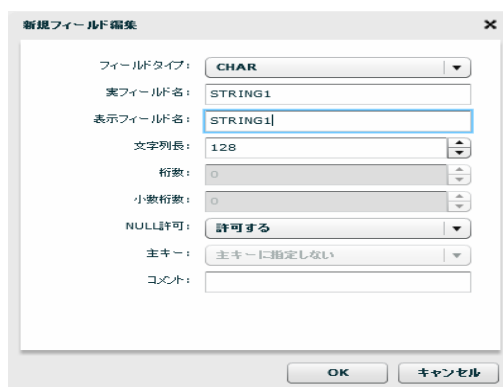 新規フィールド編集
フィールドタイプ： CHAR
実フィールド名： STRING1
表示フィールド名： STRING1
文字列長： 128
桁数： 0
小数桁数： 0
NULL許可： 許可する
主キー： 主キーに指定しない
コメント：
OK キャンセル